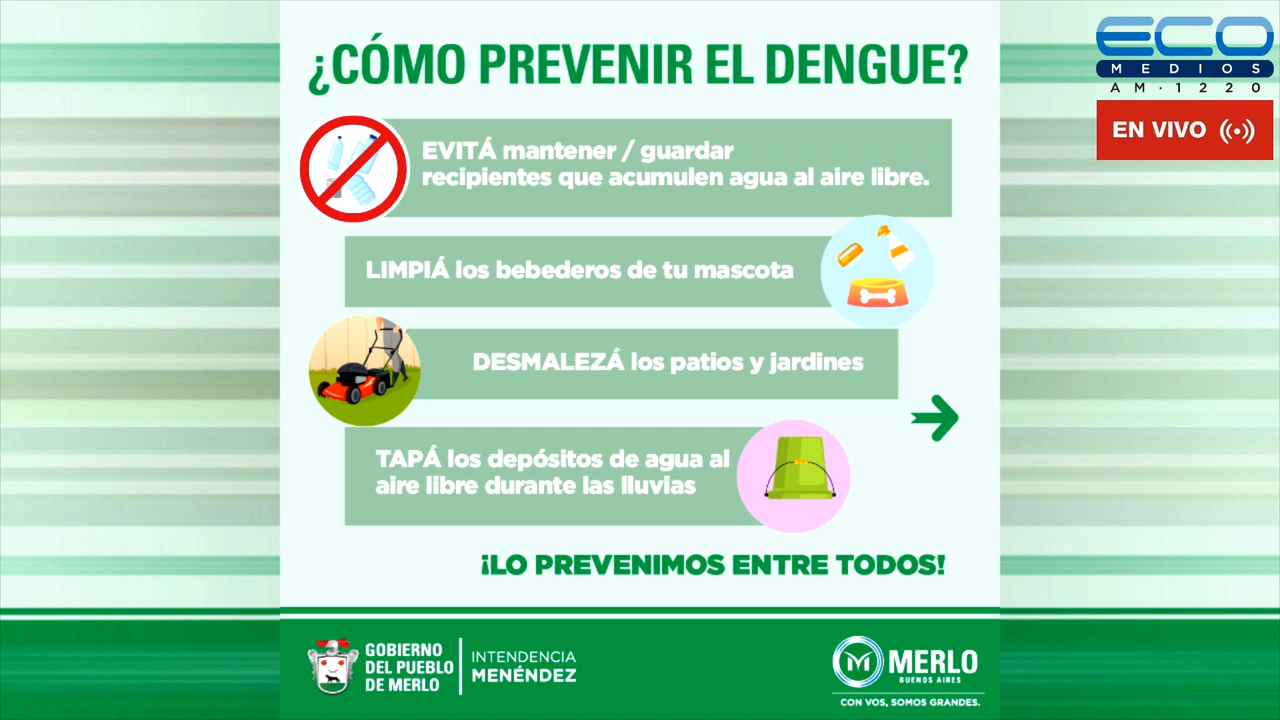 ¿CÓMO PREVENIR EL DENGUE?
ECO
MEDIOS
AM·1220
EN VIVO
EVITÁ mantener / guardar
recipientes que acumulen agua al aire libre.
LIMPIÁ los bebederos de tu mascota
DESMALEZÁ los patios y jardines
TAPÁ los depósitos de agua al
aire libre durante las lluvias
¡LO PREVENIMOS ENTRE TODOS!
GOBIERNO
DEL PUEBLO
DE MERLO
INTENDENCIA
MENÉNDEZ
MERLO
BUENOS AIRES
CON VOS, SOMOS GRANDES.